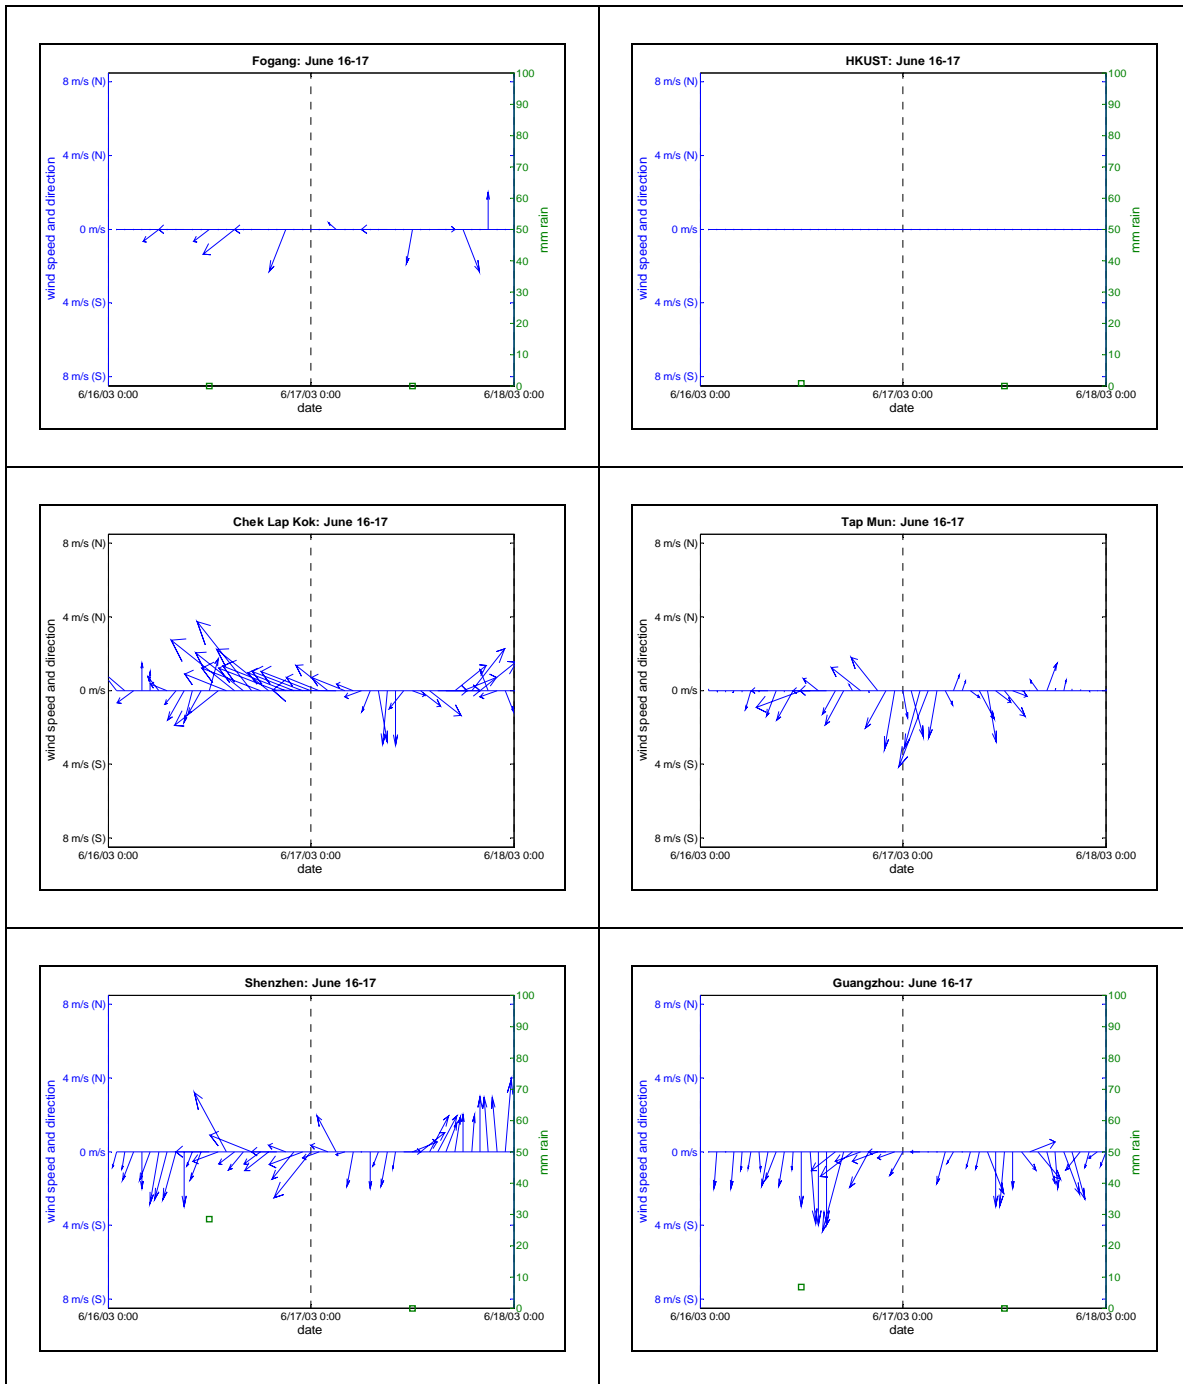 Fogang: June 16-17
8 m/s (N)
4 m/s (N)
0 m/s
4 m/s (S)
8 m/s (S)
wind speed and direction
100
90
80
70
60
50
40
30
20
10
0
mm rain
6/16/03 0:00
6/17/03 0:00
6/18/03 0:00
date
HKUST: June 16-17
8 m/s (N)
4 m/s (N)
0 m/s
4 m/s (S)
8 m/s (S)
wind speed and direction
100
90
80
70
60
50
40
30
20
10
0
mm rain
6/16/03 0:00
6/17/03 0:00
6/18/03 0:00
date
Chek Lap Kok: June 16-17
8 m/s (N)
4 m/s (N)
0 m/s
4 m/s (S)
8 m/s (S)
wind speed and direction
6/16/03 0:00
6/17/03 0:00
6/18/03 0:00
date
Tap Mun: June 16-17
8 m/s (N)
4 m/s (N)
0 m/s
4 m/s (S)
8 m/s (S)
wind speed and direction
6/16/03 0:00
6/17/03 0:00
6/18/03 0:00
date
Shenzhen: June 16-17
8 m/s (N)
4 m/s (N)
0 m/s
4 m/s (S)
8 m/s (S)
wind speed and direction
100
90
80
70
60
50
40
30
20
10
0
mm rain
6/16/03 0:00
6/17/03 0:00
6/18/03 0:00
date
Guangzhou: June 16-17
8 m/s (N)
4 m/s (N)
0 m/s
4 m/s (S)
8 m/s (S)
wind speed and direction
100
90
80
70
60
50
40
30
20
10
0
mm rain
6/16/03 0:00
6/17/03 0:00
6/18/03 0:00
date